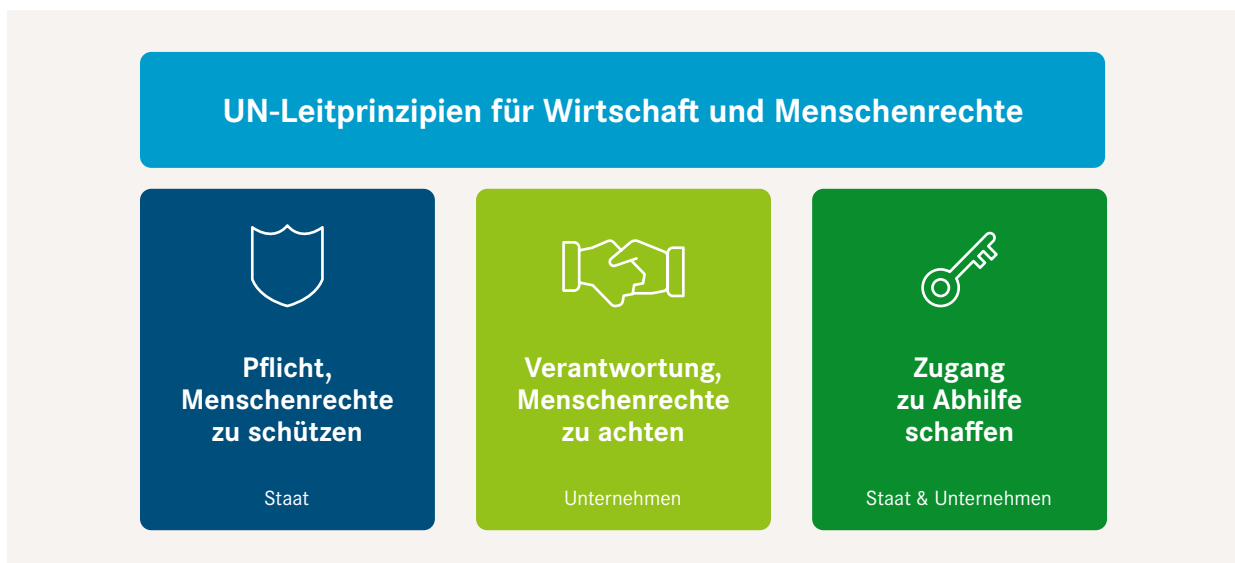 UN-Leitprinzipien für Wirtschaft und Menschenrechte
Pflicht,
Menschenrechte
zu schützen
Staat
Verantwortung,
Menschenrechte
zu achten
Unternehmen
Zugang
zu Abhilfe
schaffen
Staat & Unternehmen